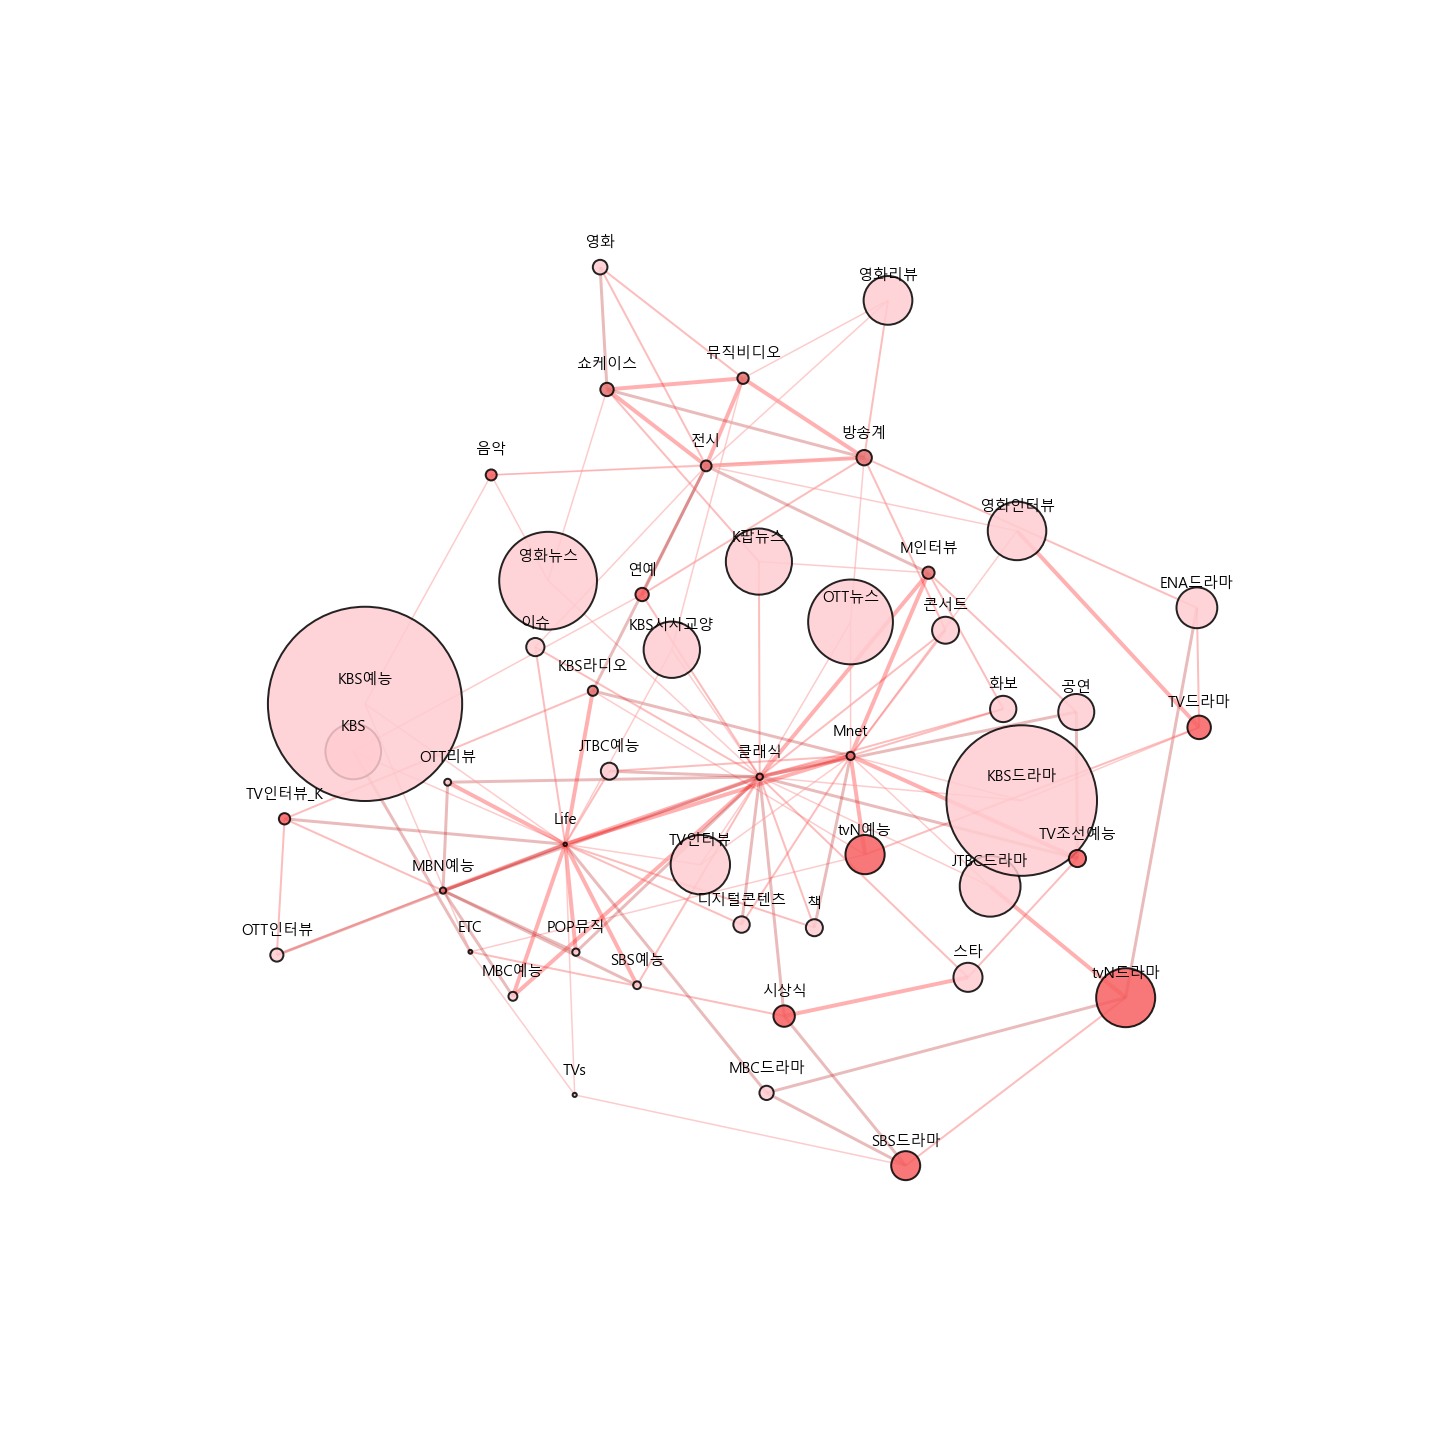 영화
영화리뷰
뮤직비디오
쇼케이스
방송계
전시
음악
영화인터뷰
K팝뉴스
M인터뷰
영화뉴스
연예
ENA드라마
OTT뉴스
콘서트
이슈
KBS시사교양
KBS라디오
KBS예능
화보
공연
TV드라마
KBS
Mnet
JTBC예능
클래식
OTT리뷰
KBS드라마
TV인터뷰_K
Life
tvN예능
TV조선예능
TV인터뷰
JTBC드라마
MBN예능
디지털콘텐츠
책
ETC
POP뮤직
OTT인터뷰
스타
SBS예능
MBC예능
tvN드라마
시상식
MBC드라마
TVs
SBS드라마